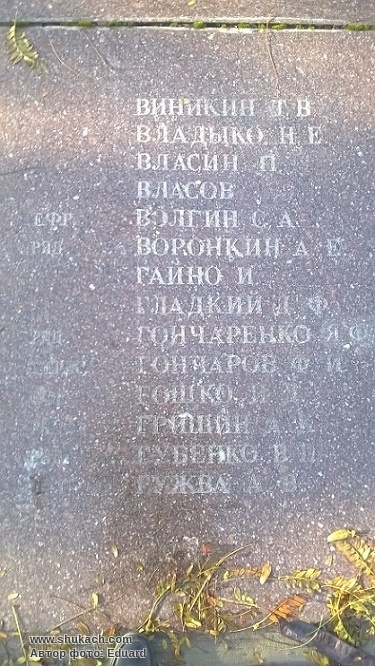 ВИНИКИН Т В
ВЛАДЫКО Н Е
ВЛАСИН П
ВЛАСОВ
ЕФР. ВОЛГИН С А
РЯД. ВОРОНКИН А Е
ГАЙНО И
ГЛАДКИЙ Д Ф
РЯД. ГОНЧАРЕНКО Я Ф
ГОНЧАРОВ Ф И
ГОШКО
ГРИШИН
ГУБЕНКО В П
ГУЖВА А В
www.shukach.com
Автор фото: Eduard